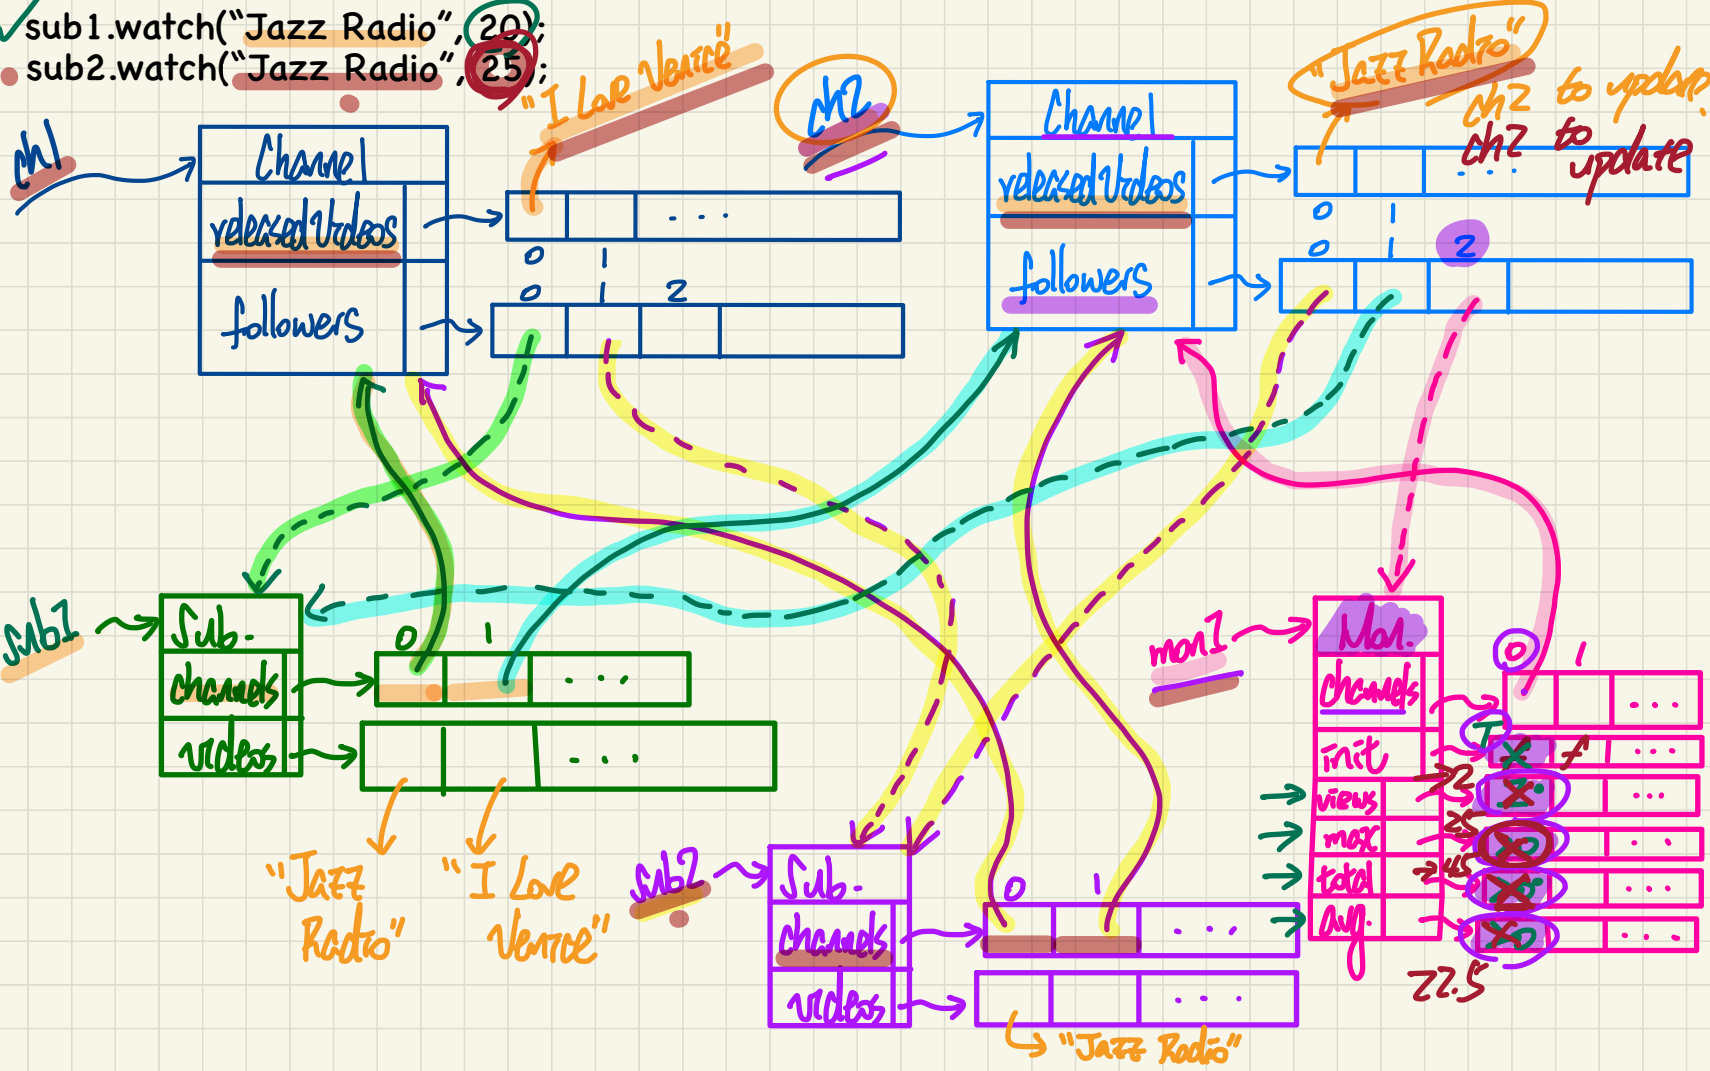 sub1.watch("Jazz Radio", 20);
sub2.watch("Jazz Radio", 25);
ch1
Channel
releasedVideos
followers
"I Love Venice"
...
0 1
0 1 2
ch2
Channel
releasedVideos
followers
"Jazz Radio"
ch2 to update
ch2 to update
....
0 1
0 1 2
sub1
Sub.
channels
videos
0 1
...
...
"Jazz Radio"
"I Love Venice"
sub2
Sub.
channels
videos
0 1
...
...
"Jazz Radio"
mon1
Mon.
channels
init
views
max
total
avg.
0 1
...
T
f
...
2
...
25
...
45
...
22.5
...